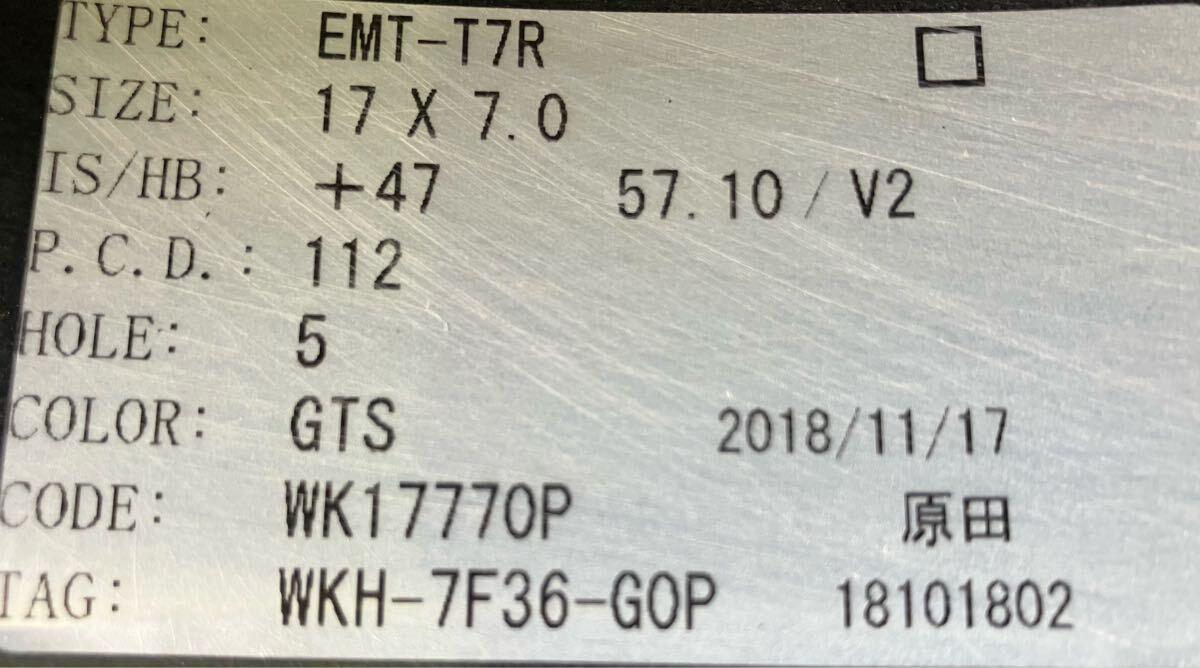 TYPE: EMT-T7R □
SIZE: 17 X 7.0
IS/HB: +47 57.10 / V2
P.C.D.: 112
HOLE: 5
COLOR: GTS 2018/11/17
CODE: WK17770P 原田
TAG: WKH-7F36-GOP 18101802